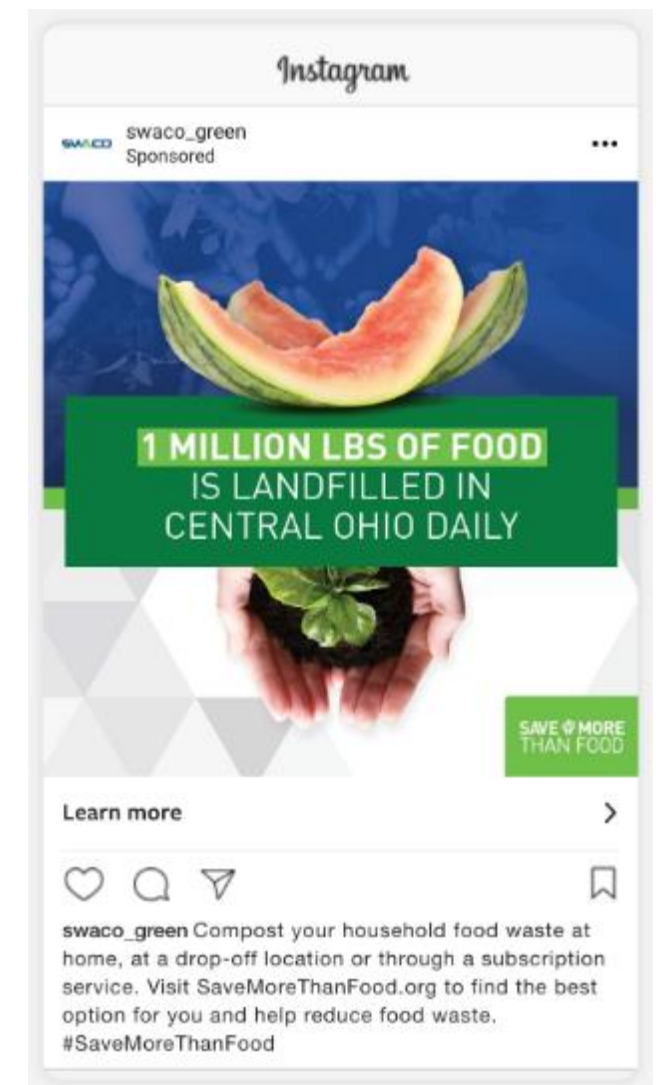 Instagram
SWACO
swaco_green
Sponsored
1 MILLION LBS OF FOOD
IS LANDFILLED IN
CENTRAL OHIO DAILY
SAVE MORE
THAN FOOD
Learn more
swaco_green Compost your household food waste at
home, at a drop-off location or through a subscription
service. Visit SaveMoreThanFood.org to find the best
option for you and help reduce food waste.
#SaveMoreThanFood